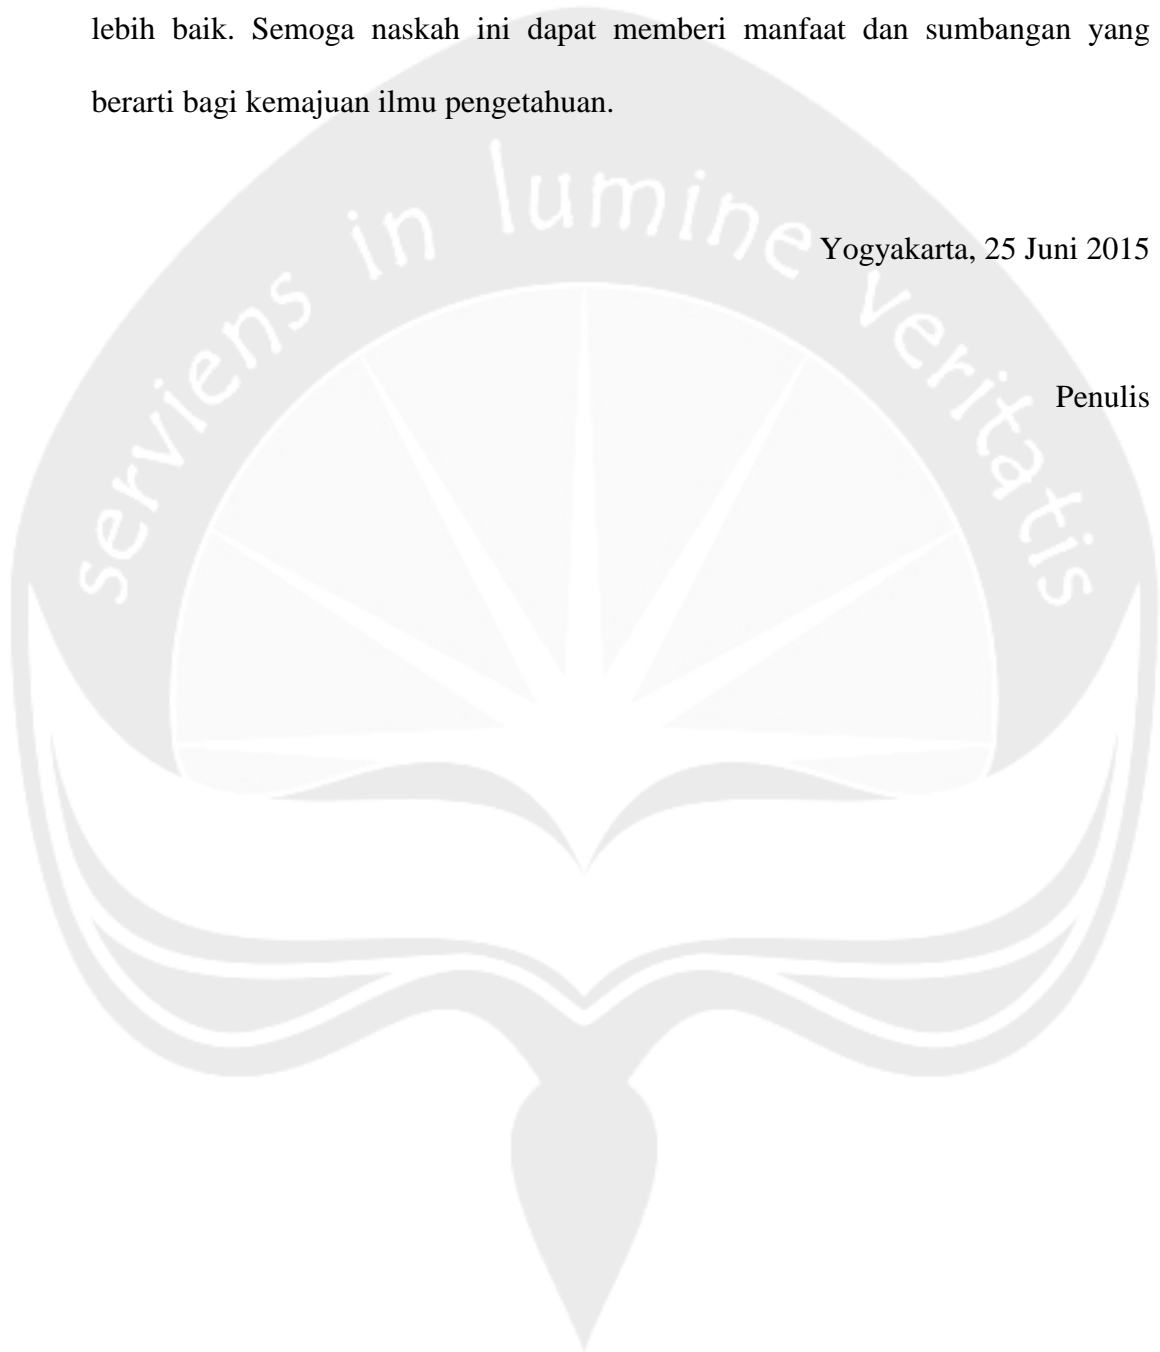 lebih baik. Semoga naskah ini dapat memberi manfaat dan sumbangan yang
berarti bagi kemajuan ilmu pengetahuan.
serviens in lumine veritatis
Yogyakarta, 25 Juni 2015
Penulis